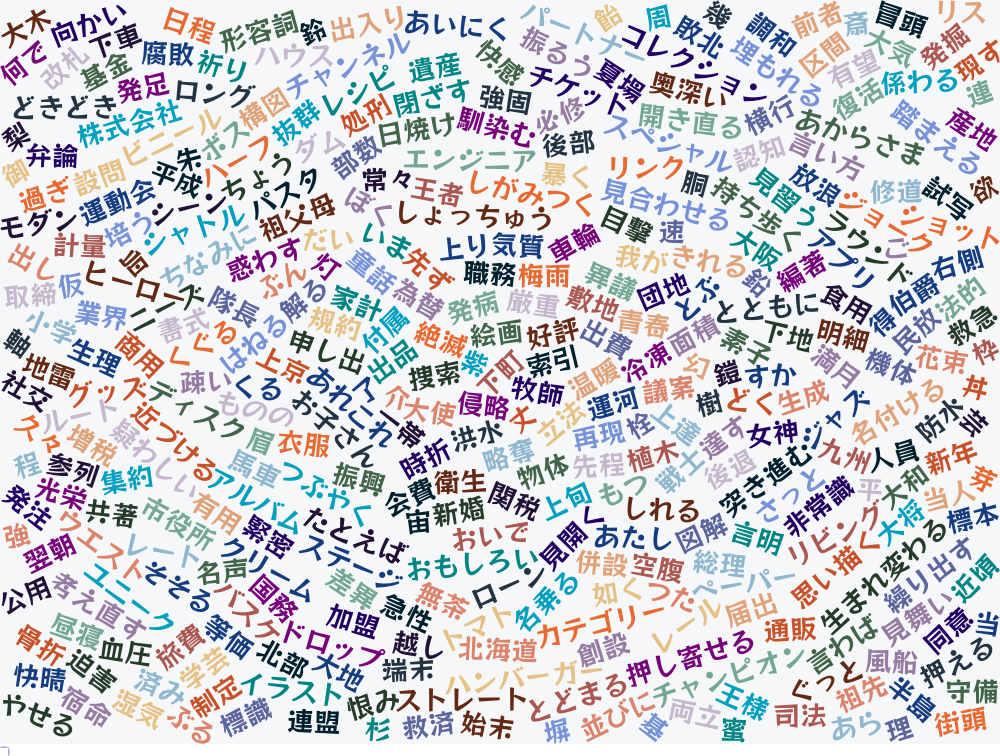 大木
向かい
日程
形容詞
鈴
出入り
あいにく
パートナー
飴
周
幾
調和
前者
斎
冒頭
リス
何で
改札
下車
基金
腐敗
祈り
ハウス
チャンネル
快感
振るう
コレクション
敗北
埋もれる
区間
大気
有望
発掘
現す
どきどき
発足
ロング
横図
レシピ
遺産
チケット
夏場
奥深い
復活
係わる
連
梨
株式会社
ビニール
ボス
抜群
処刑
閉ざす
強固
必修
開き直る
横行
踏まえる
産地
御
弁論
設問
平朱
ハーフ
ダム
日焼け
馴染む
後部
スペシャル
認知
言い方
あからさま
過ぎ
運動会
平成
シーン
ちょう
部数
エンジニア
暴く
リンク
胴
見習う
放浪
修道
試写
欲
モダン
培う
シャトル
パスタ
祖父母
常々
王者
しがみつく
見合わせる
持ち歩く
ラウンド
ジョーク
ショット
出し
計量
凶
ちなみに
惑わす
だい
ぼく
しょっちゅう
目撃
速
大阪
アプリ
ご
右側
取締
仮
ヒーローズ
ぶん
灯
いま
先ず
上り
気質
車輪
我が
きれる
鉛
編著
伯爵
法的
小学
業界
ニー
隊長
解る
童話
為替
職務
梅雨
異議
団地
とぶ
とともに
食用
得
民放
救急
軸
書式
家計
発病
厳重
敷地
青春
地雷
生理
商用
くぐる
はねる
規約
付属
絶滅
絵画
好評
出費
面積
素子
下地
明細
機体
花束
枠
社交
グッズ
疎い
上京
申し出
出品
柴
下町
索引
冷凍
幻
鎧
すか
満月
丼
スタ
ルート
ディスク
くる
あれこれ
へ
捜索
牧師
温暖
議案
樹
どく
生成
名付ける
防水
増税
近づける
ものの
お子さん
介
大使
侵略
丈
立法
運河
上達
女神
ジャズ
程
参列
疑わしい
眉
衣服
一帯
洪水
再現
栓
達す
九州
人員
集約
馬車
つぶやく
振興
時折
略奪
物体
先程
植木
戦士
後退
突き進む
平
大和
新年
芽
発注
光栄
共著
有用
アルバム
会費
衛生
関税
上旬
もつ
しれる
さっと
非常識
当人
強
ウエスト
市役所
緊密
たとえば
宙
新婚
おいで
見開く
あたし
図解
言明
リビング
大将
標本
翌朝
レート
クリーム
ステージ
おもしろい
併設
空腹
総理
思い描く
生まれ変わる
公用
ユニーク
そそる
名声
国務
差異
急性
無茶
ローン
名乗る
如く
つた
ペーパー
繰り出す
近頃
考え直す
バスケ
加盟
トマト
カテゴリー
レール
届出
見舞い
昼寝
血圧
旅費
等価
ドロップ
越し
北海道
創設
押し寄せる
通販
言わば
同意
当
骨折
迫害
学芸
北部
大地
端末
ハンバーガー
チャンピオン
風船
押える
快晴
宿命
済み
制定
イラスト
恨み
ストレート
とどまる
ぐっと
祖先
半島
守備
やせる
湿気
ぶる
標識
連盟
杉
救済
始末
塀
並びに
基
両立
王様
蜜
司法
あら
理
街頭